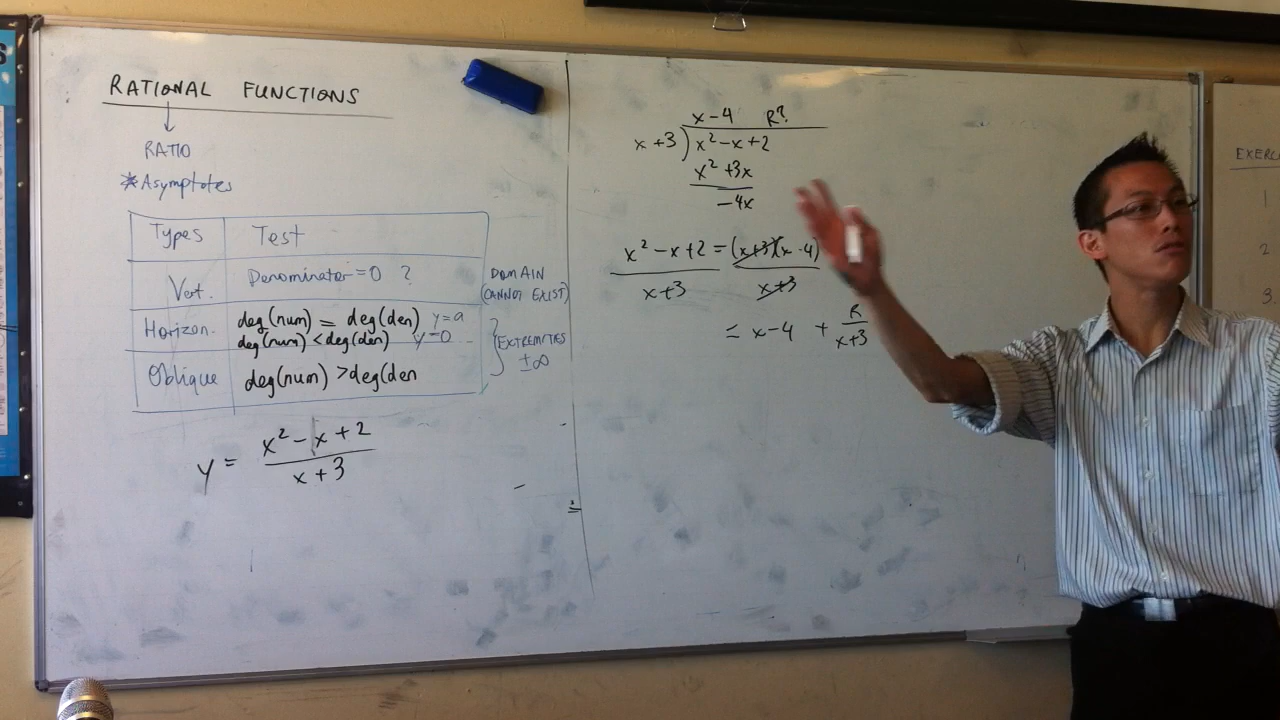 RATIONAL FUNCTIONS
RATIO
*Asymptotes
Types Test
Vert. Denominator = 0 ?
DOMAIN
(CANNOT EXIST)
Horizon. deg(num) = deg(den) y=a
deg(num) < deg(den) y=0
EXTREMITIES
±∞
Oblique deg(num) > deg(den
y = x² - x + 2
x + 3
x - 4 R?
x + 3 ) x² - x + 2
x² + 3x
-4x
x² - x + 2 = (x+3)(x-4)
x+3 x+3
= x - 4 + R
x+3
EXERC
1
2
3.